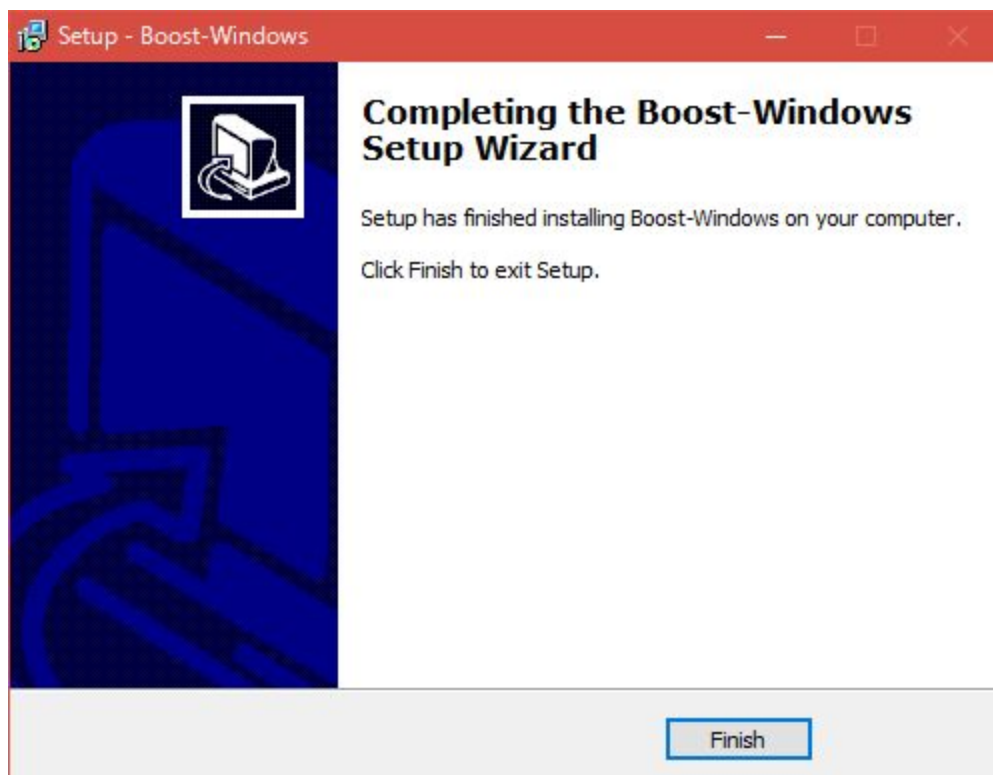 Setup - Boost-Windows
Completing the Boost-Windows
Setup Wizard
Setup has finished installing Boost-Windows on your computer.
Click Finish to exit Setup.
Finish